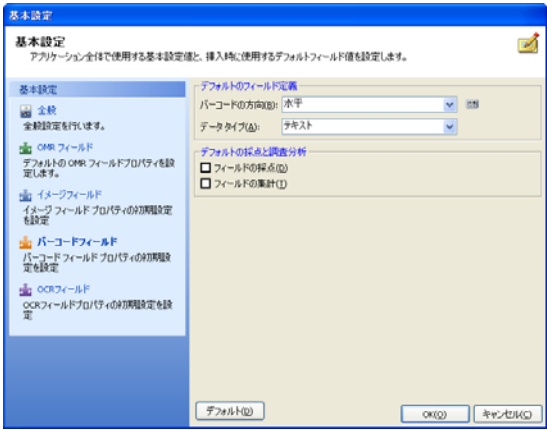 基本設定
基本設定
アプリケーション全体で使用する基本設定値と、挿入時に使用するデフォルトフィールド値を設定します。
基本設定
全般
全般設定を行います。
OMR フィールド
デフォルトの OMR フィールドプロパティを設
定します。
イメージフィールド
イメージ フィールド プロパティの初期設定
を設定
バーコードフィールド
バーコード フィールド プロパティの初期設
定を設定
OCRフィールド
OCRフィールドプロパティの初期設定を設
定
デフォルトのフィールド定義
バーコードの方向(B):
水平
データタイプ(A):
テキスト
デフォルトの採点と調査分析
フィールドの採点(D)
フィールドの集計(T)
デフォルト(D)
OK(O)
キャンセル(C)